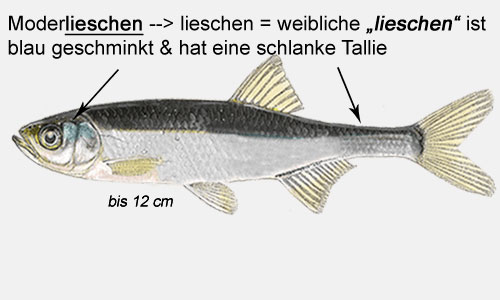 Moderlieschen --> lieschen = weibliche „lieschen“ ist
blau geschminkt & hat eine schlanke Tallie
bis 12 cm